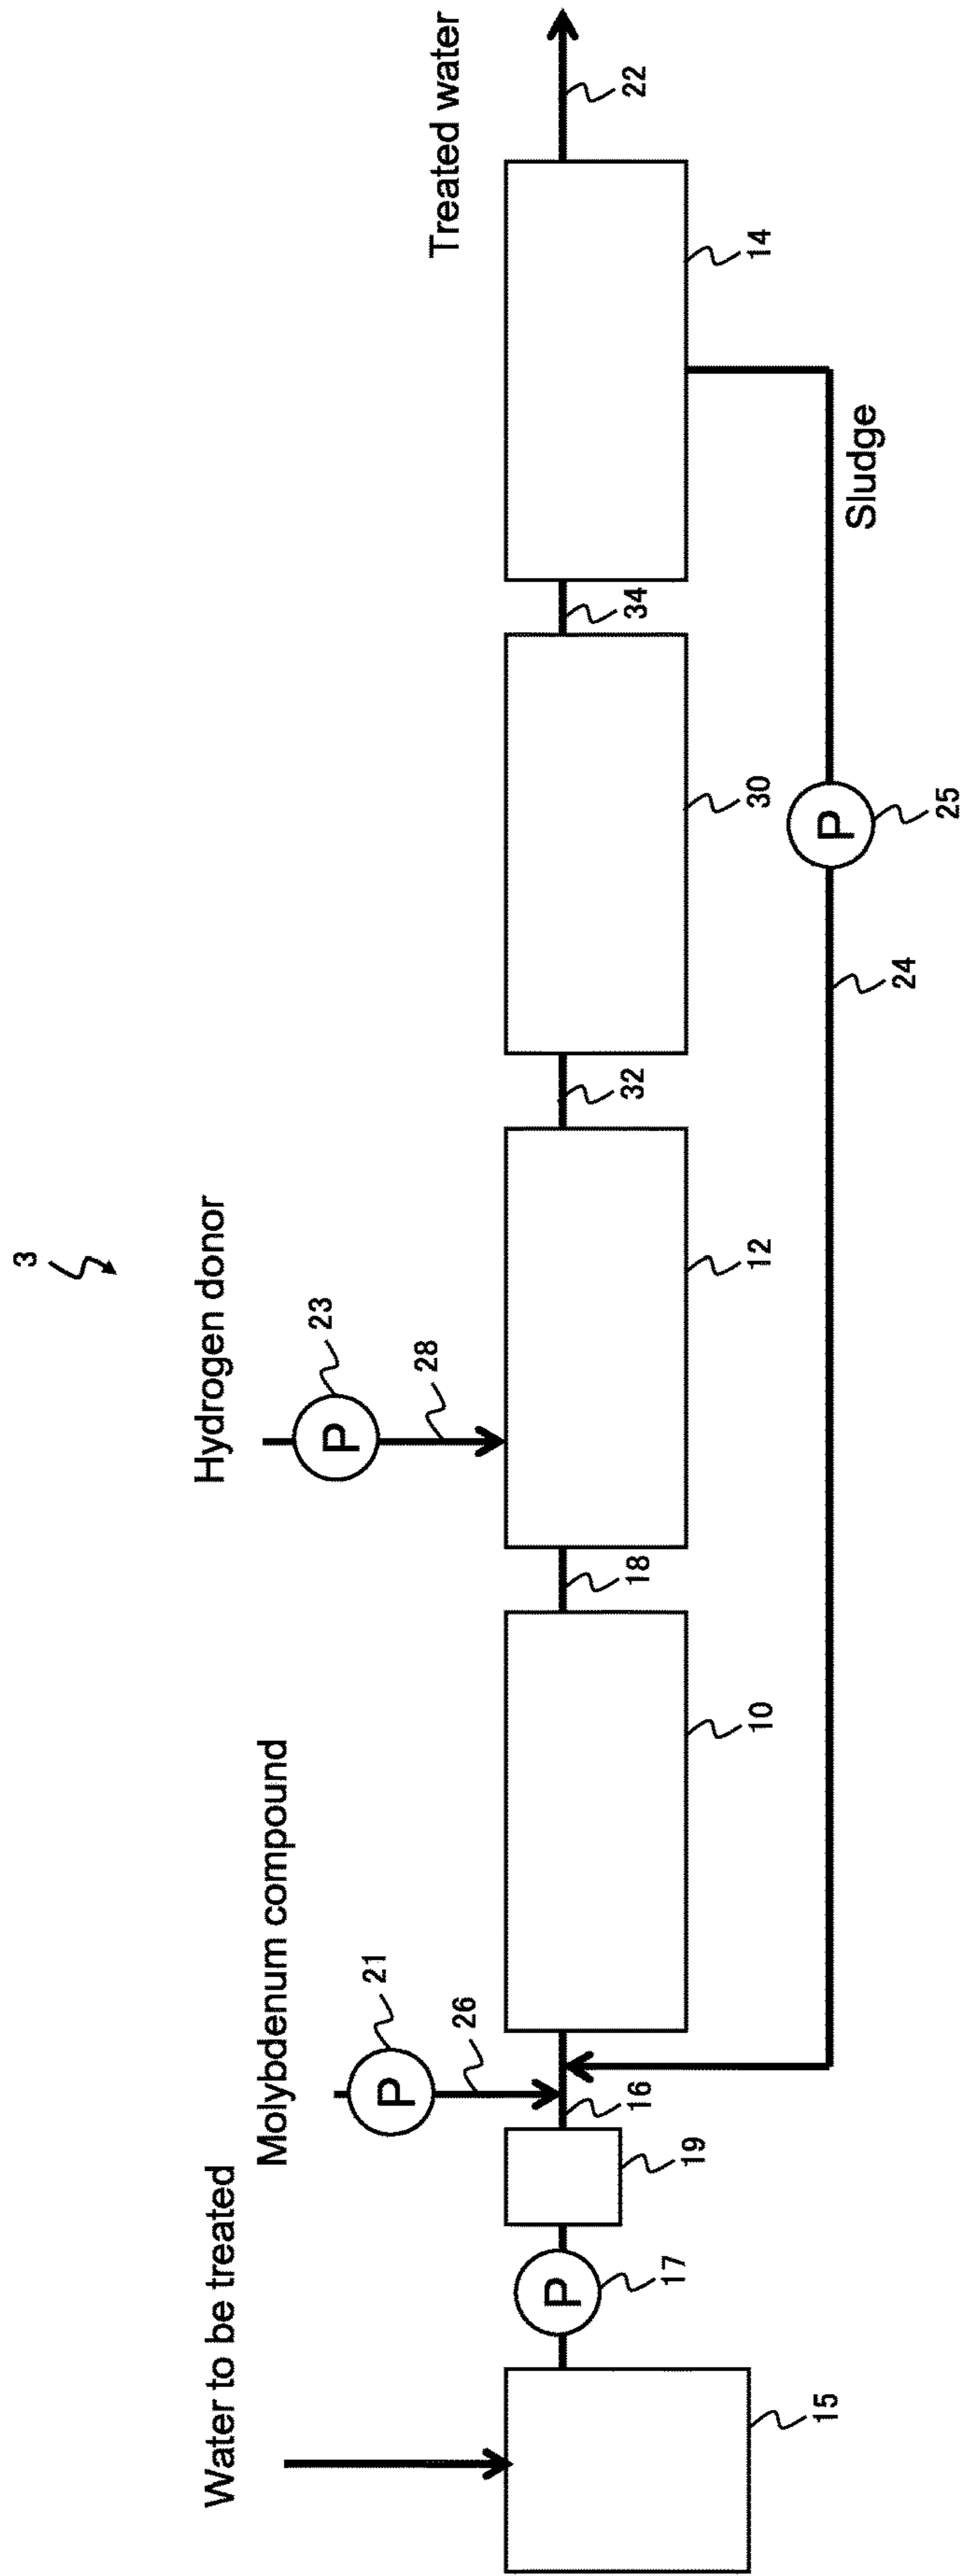 3
Water to be treated
Molybdenum compound
Hydrogen donor
Treated water
P
21
26
P
23
28
22
15
P
17
19
16
10
18
12
32
30
34
14
Sludge
24
P
25